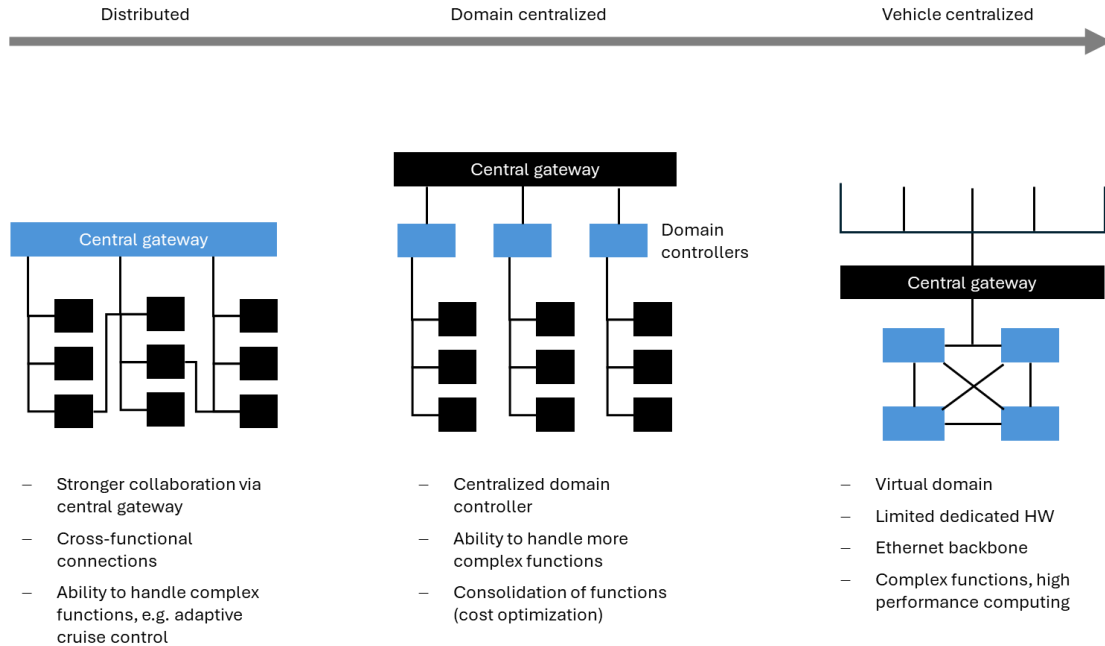 Distributed
Domain centralized
Vehicle centralized
Central gateway
Central gateway
Domain
controllers
Central gateway
– Stronger collaboration via
central gateway
– Cross-functional
connections
– Ability to handle complex
functions, e.g. adaptive
cruise control
– Centralized domain
controller
– Ability to handle more
complex functions
– Consolidation of functions
(cost optimization)
– Virtual domain
– Limited dedicated HW
– Ethernet backbone
– Complex functions, high
performance computing